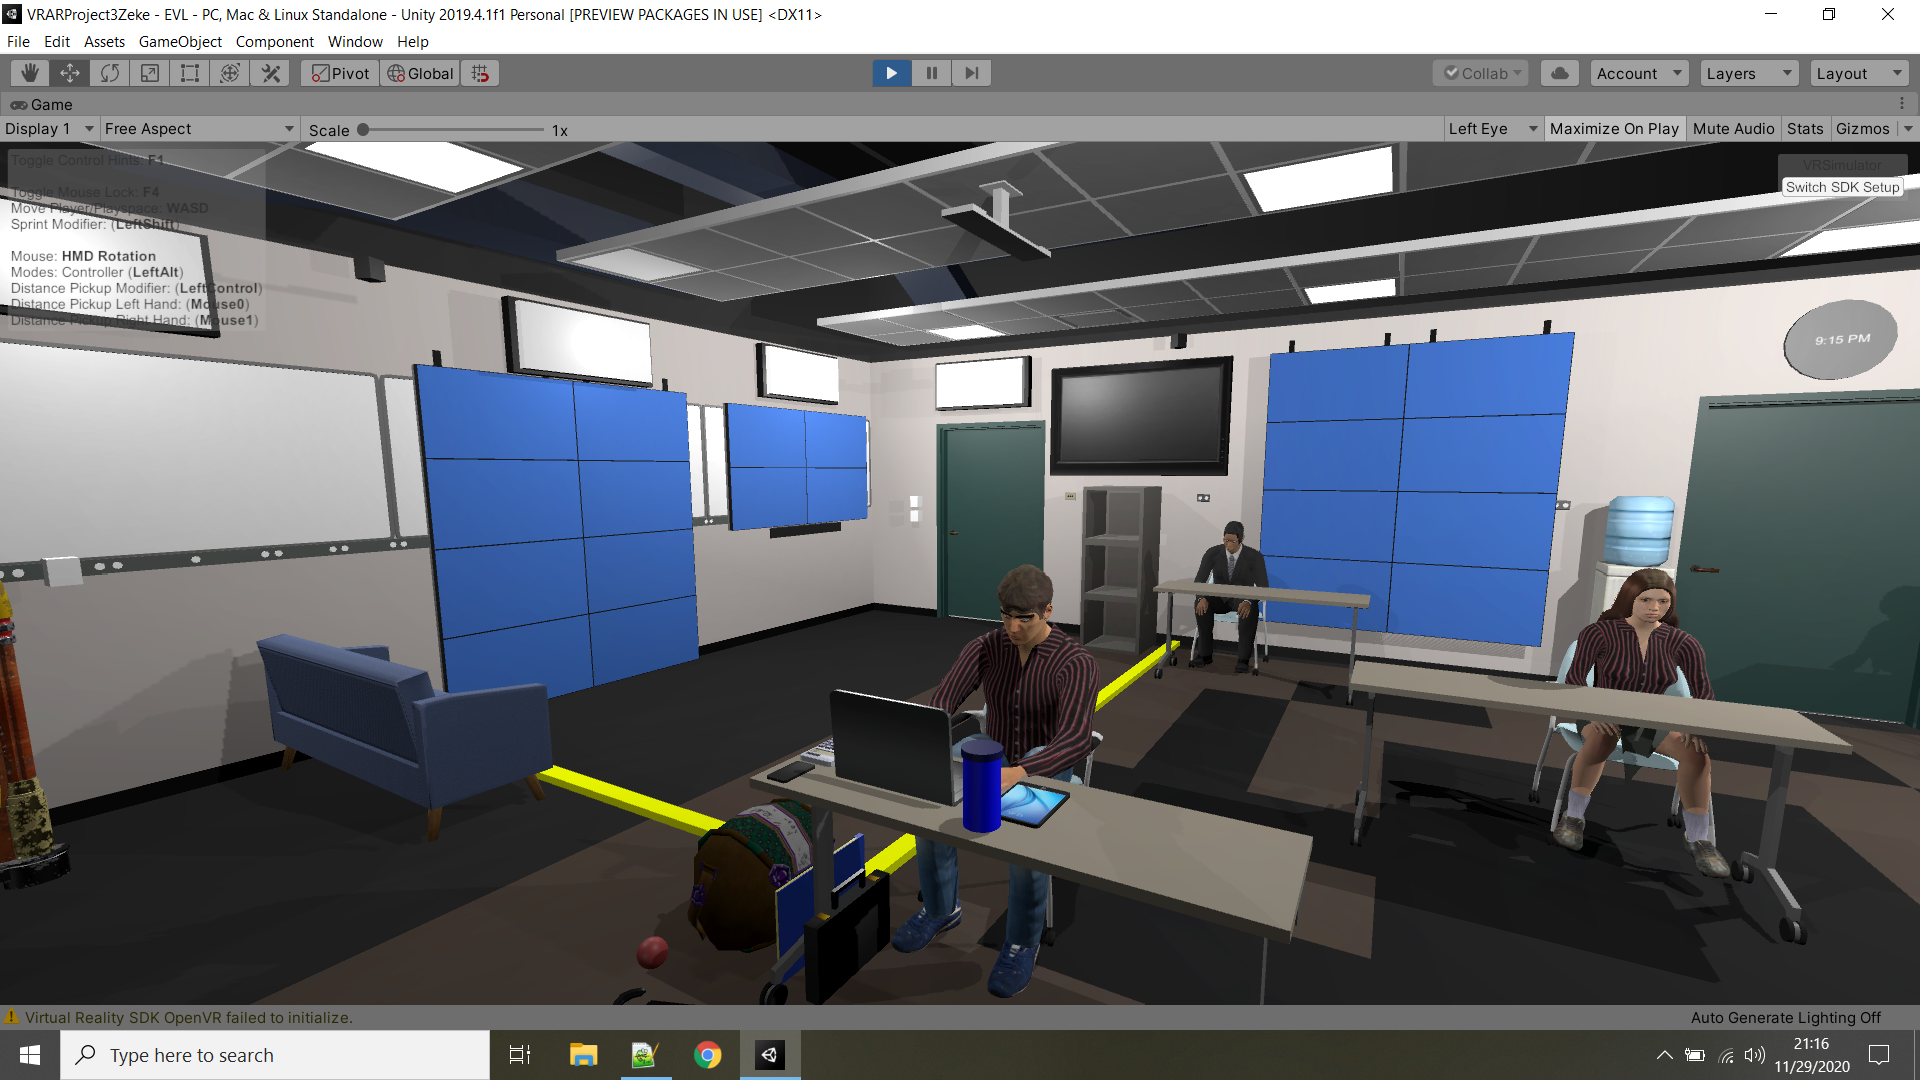 VRARProject3Zeke - EVL - PC, Mac & Linux Standalone - Unity 2019.4.1f1 Personal [PREVIEW PACKAGES IN USE] <DX11>
File Edit Assets GameObject Component Window Help
Pivot Global Collab Account Layers Layout
Game
Display 1 Free Aspect Scale 1x Left Eye Maximize On Play Mute Audio Stats Gizmos
Toggle Control Hints: F1
VRSimulator
Switch SDK Setup
Toggle Mouse Lock: F4
Move Player/Playspace: WASD
Sprint Modifier: (LeftShift)
Mouse: HMD Rotation
Modes: Controller (LeftAlt)
Distance Pickup Modifier: (LeftControl)
Distance Pickup Left Hand: (Mouse0)
Distance Pickup Right Hand: (Mouse1)
9:15 PM
Virtual Reality SDK OpenVR failed to initialize.
Auto Generate Lighting Off
Type here to search
21:16
11/29/2020